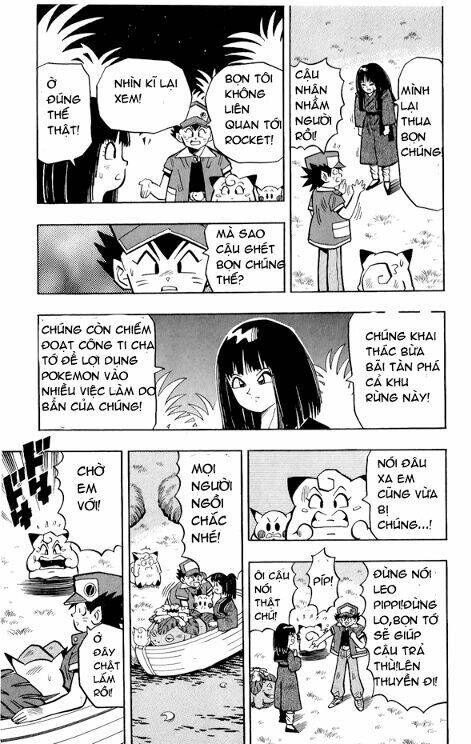 MÌNH LẠI
THUA
BỌN
CHÚNG!
CẬU
NHẬN
NHẦM
NGƯỜI
RỒI!
BỌN TÔI
KHÔNG
LIÊN
QUAN TỚI
ROCKET!
NHÌN KĨ LẠI
XEM!
Ờ
ĐÚNG
THẾ
THẬT!
MÀ SAO
CẬU GHÉT
BỌN CHÚNG
THẾ?
CHÚNG KHAI
THÁC BỪA
BÃI TÀN PHÁ
CẢ KHU
RỪNG NÀY!
CHÚNG CÒN CHIẾM
ĐOẠT CÔNG TI CHA
TỚ ĐỂ LỢI DỤNG
POKEMON VÀO
NHIỀU VIỆC LÀM DƠ
BẨN CỦA CHÚNG!
NÓI ĐÂU
XA EM
CŨNG VỪA
BỊ
CHÚNG...!
ĐỪNG NÓI
LEO
PIPPI!ĐỪNG
LO,BỌN TỚ
SẼ GIÚP
CẬU TRẢ
THÙ!LÊN
THUYỀN ĐI!
PÍP!
ÔI CẬU
NÓI
THẬT
CHỨ!
MỌI
NGƯỜI
NGỒI
CHẮC
NHÉ!
CHỜ
EM
VỚI!
ドドド
Ở
ĐÂY
CHẬT
LẮM
RỒI!